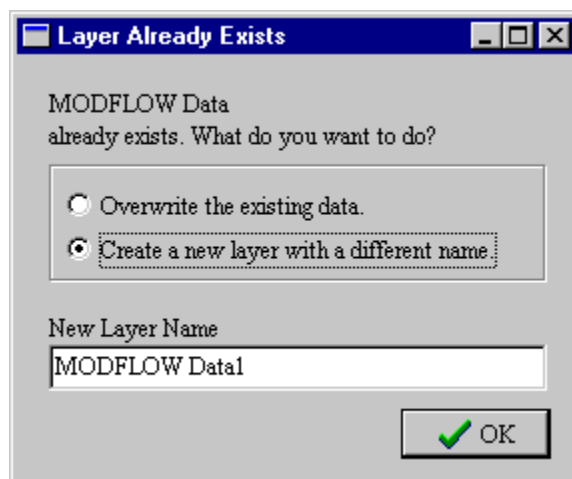 Layer Already Exists
MODFLOW Data
already exists. What do you want to do?
Overwrite the existing data.
Create a new layer with a different name.
New Layer Name
MODFLOW Data1
OK